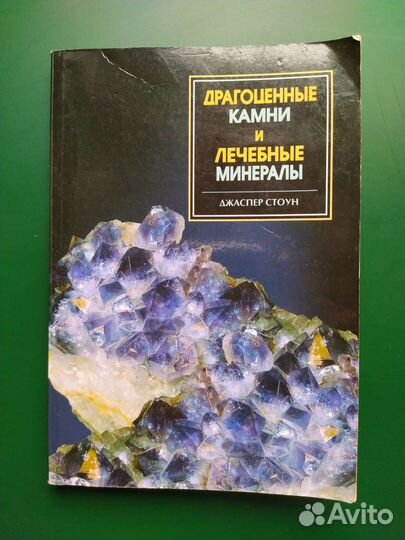 ДРАГОЦЕННЫЕ
КАМНИ и
ЛЕЧЕБНЫЕ
МИНЕРАЛЫ
ДЖАСПЕР СТОУН
Avito